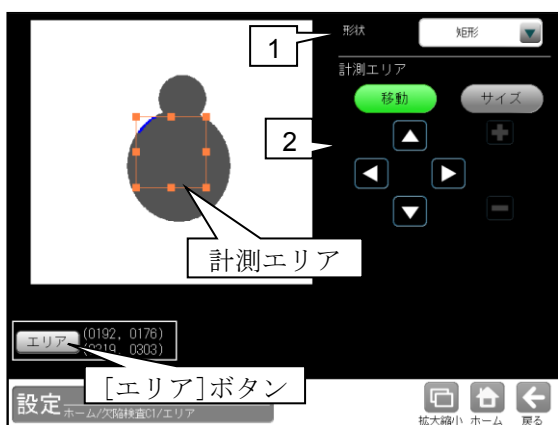 1
形状
矩形
計測エリア
移動
サイズ
2
計測エリア
エリア
(0192, 0176)
(0319, 0303)
[エリア]ボタン
設定
ホーム/欠陥検査C1/エリア
拡大縮小
ホーム
戻る